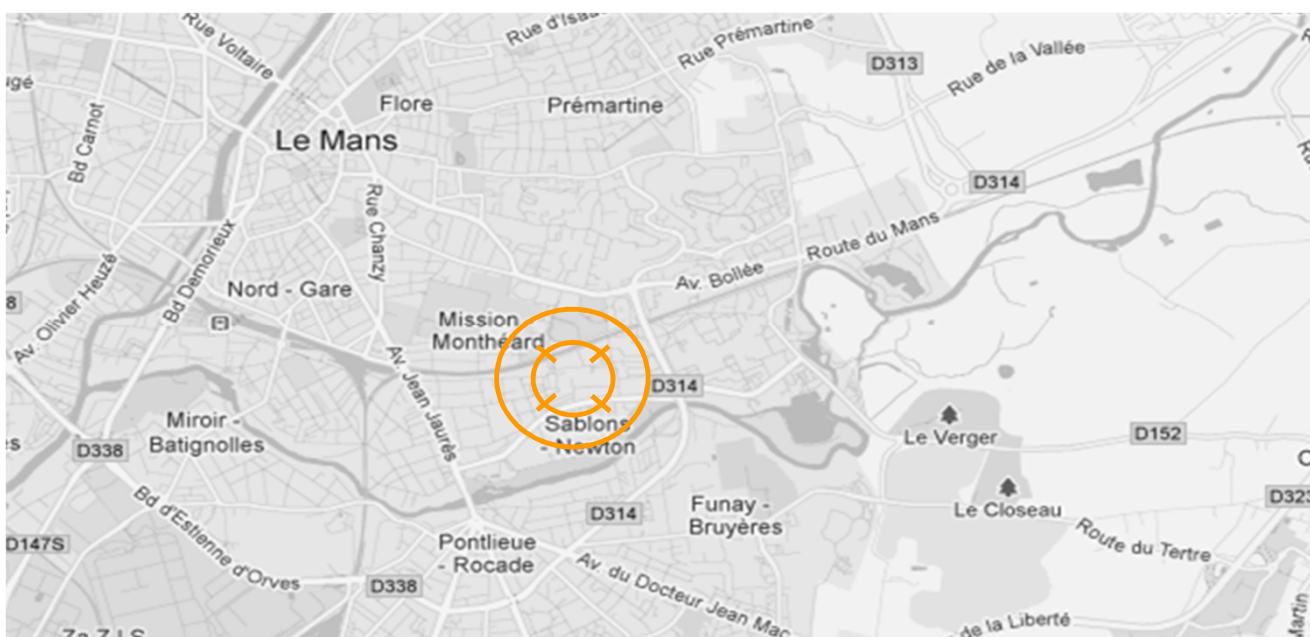 Rue Voltaire
Rue d'Isaac
Rue Prémartine
D313
Rue de la Vallée
Flore
Prémartine
Bd Carnot
Le Mans
D314
Rue Chanzy
Route du Mans
Bd Demorieux
Av. Bollée
Av. Olivier Heuzé
Nord - Gare
Mission
Monthéard
Av. Jean Jaurès
D314
Miroir -
Batignolles
Sablons
- Newton
Le Verger
D152
D338
Bd d'Estienne d'Orves
D314
Funay -
Bruyères
Le Closeau
D323
Route du Tertre
D147S
Pontlieue
- Rocade
D338
Av. du Docteur Jean Mac
de la Liberté
Martin